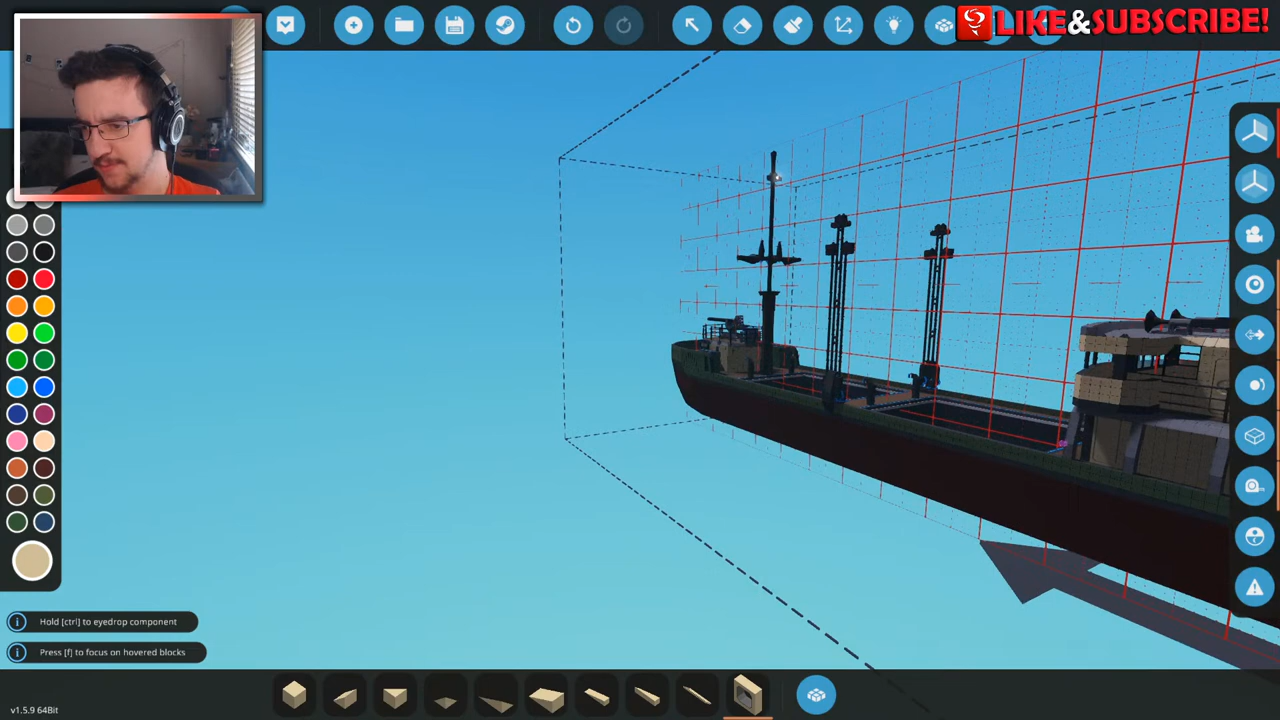 LIKE&SUBSCRIBE!
Hold [ctrl] to eyedrop component
Press [f] to focus on hovered blocks
v1.5.9 64Bit